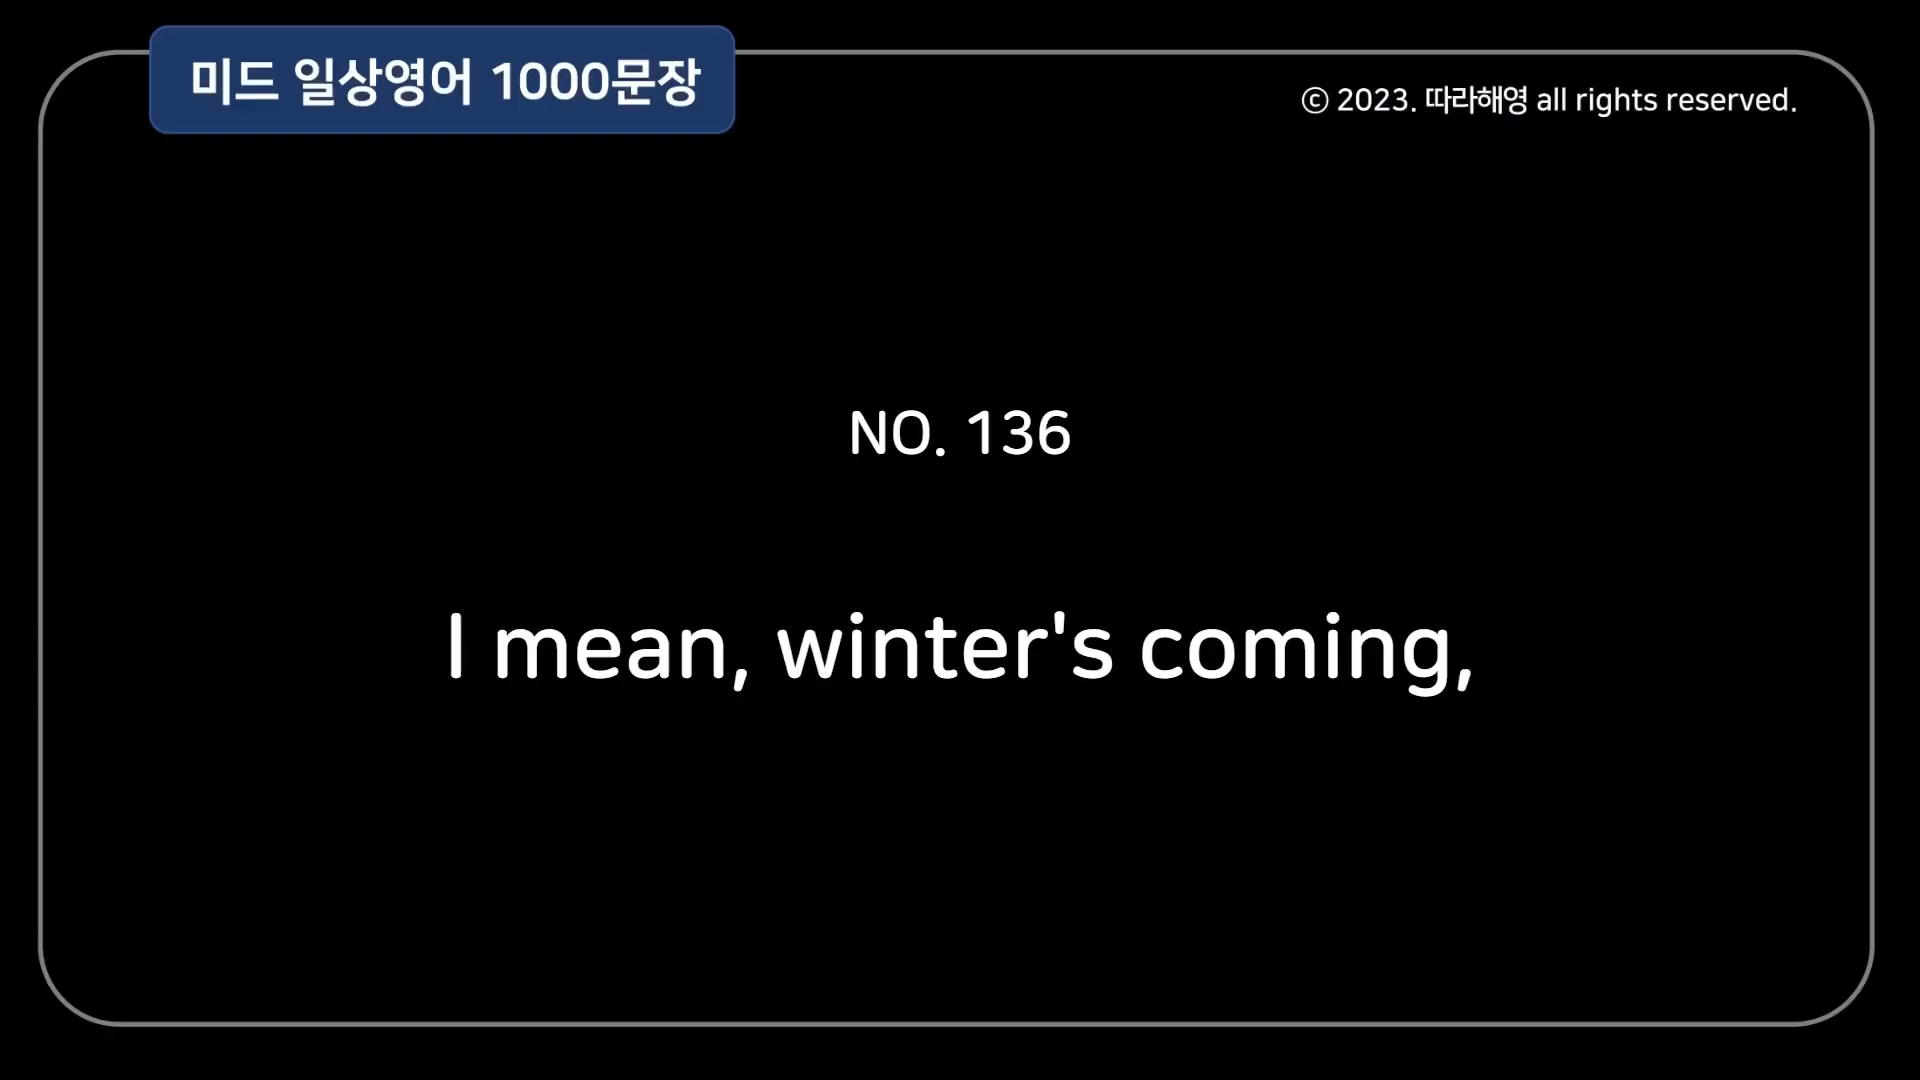 미드 일상영어 1000문장
ⓒ 2023. 따라해영 all rights reserved.
NO. 136
I mean, winter's coming,